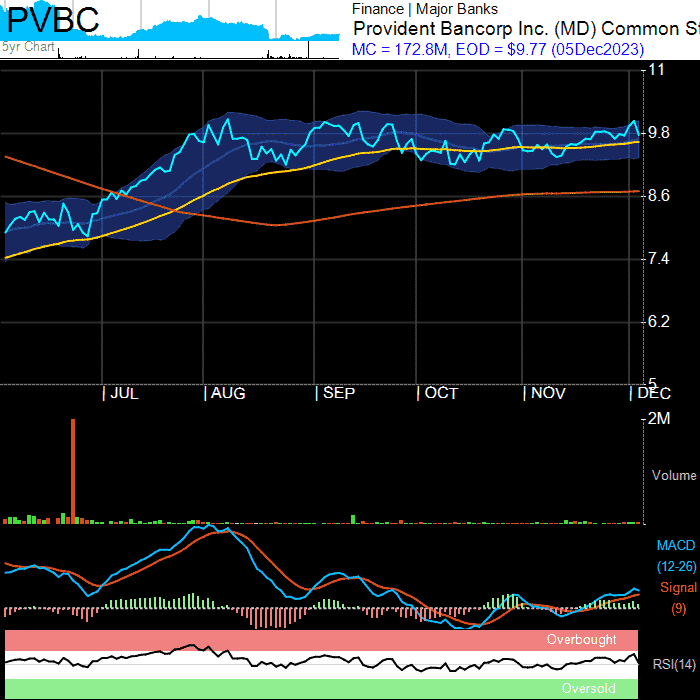 PVBC
5yr Chart
Finance | Major Banks
Provident Bancorp Inc. (MD) Common St
MC = 172.8M, EOD = $9.77 (05Dec2023)
11
9.8
8.6
7.4
6.2
5
JUL AUG SEP OCT NOV DEC
2M
Volume
MACD
(12-26)
Signal
(9)
Overbought
RSI(14)
Oversold